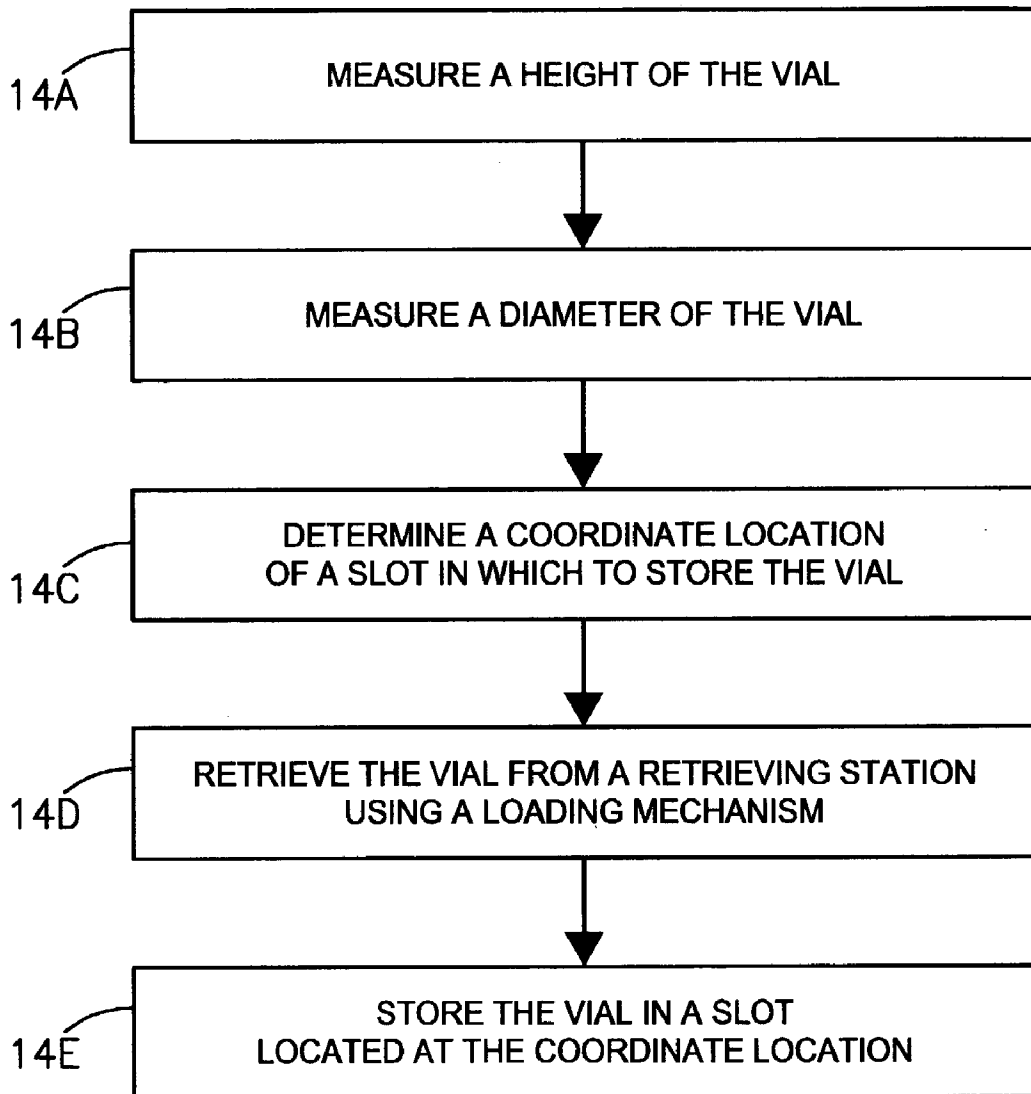 14A
MEASURE A HEIGHT OF THE VIAL
14B
MEASURE A DIAMETER OF THE VIAL
14C
DETERMINE A COORDINATE LOCATION
OF A SLOT IN WHICH TO STORE THE VIAL
14D
RETRIEVE THE VIAL FROM A RETRIEVING STATION
USING A LOADING MECHANISM
14E
STORE THE VIAL IN A SLOT
LOCATED AT THE COORDINATE LOCATION